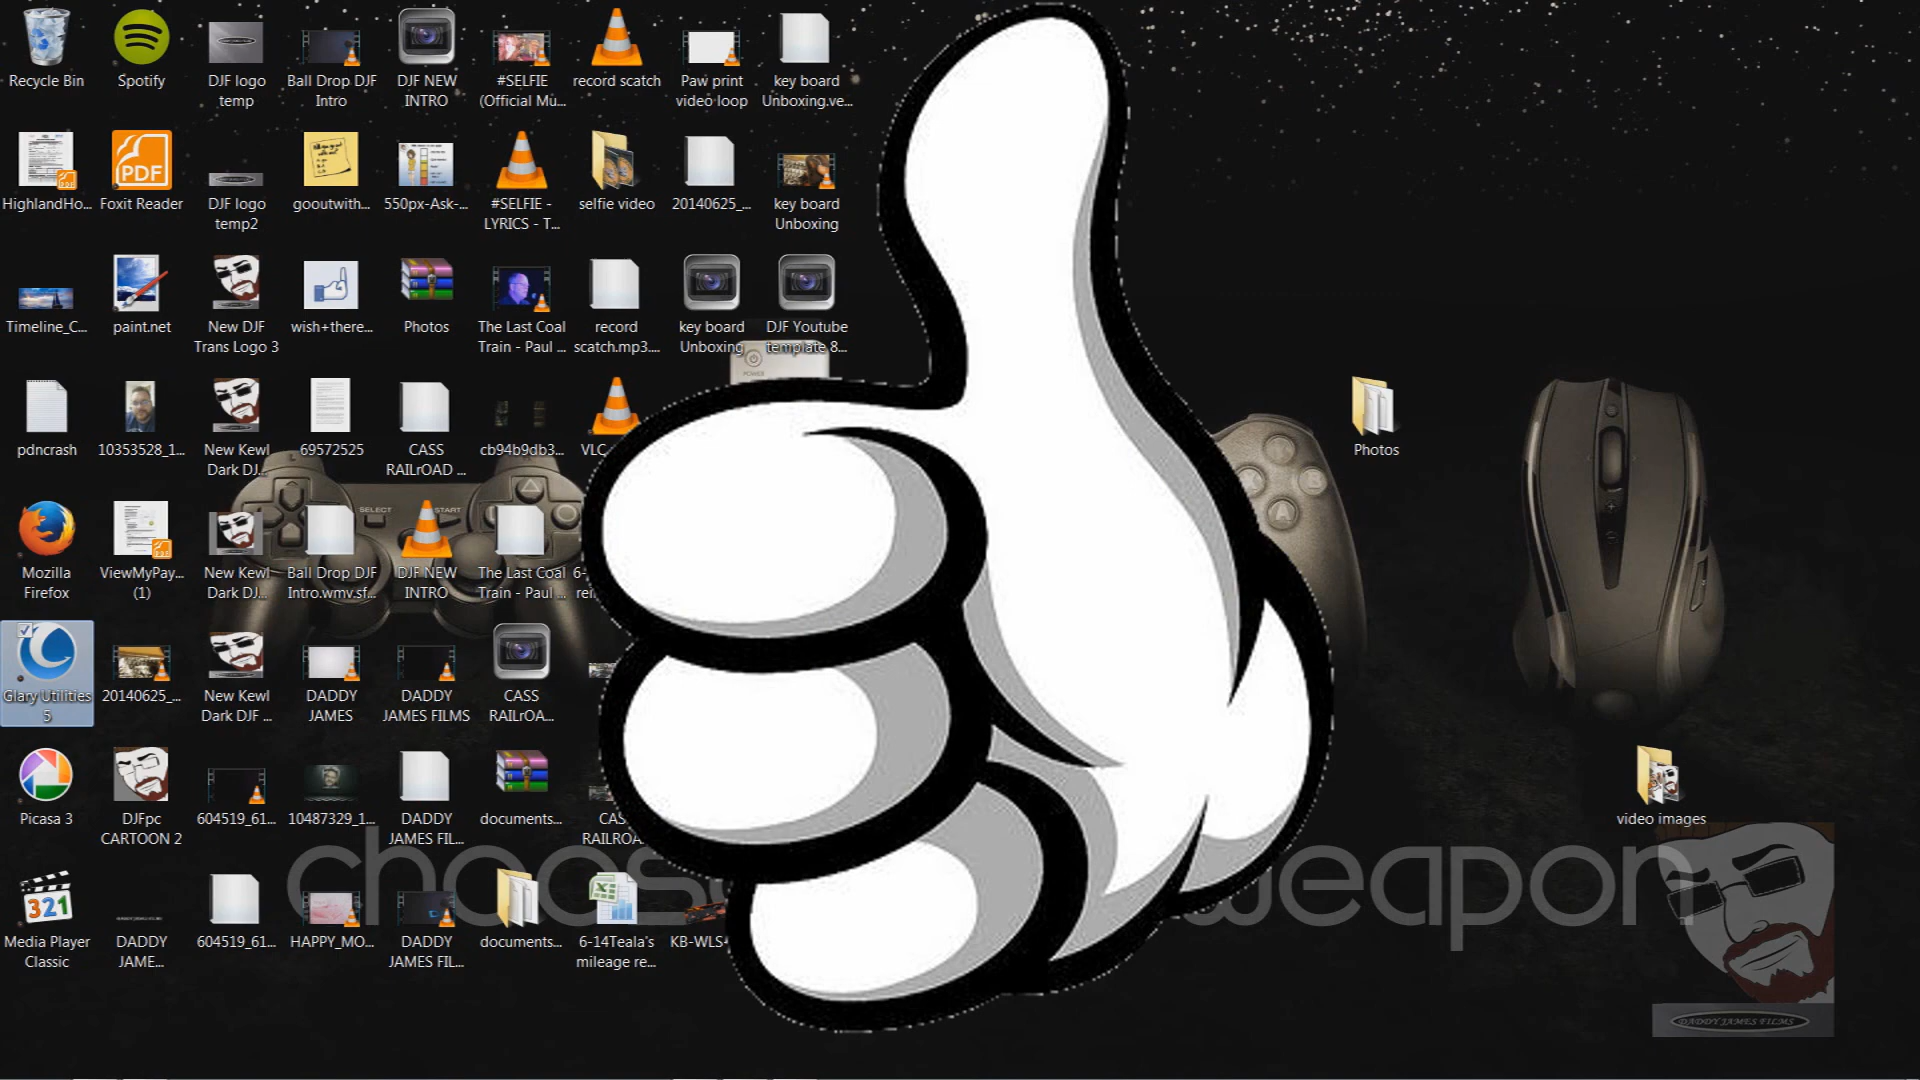 Recycle Bin
Spotify
DJF logo
temp
Ball Drop DJF
Intro
DJF NEW
INTRO
#SELFIE
(Official Mu...
record scatch
Paw print
video loop
key board
Unboxing.ve...
HighlandHo...
PDF
Foxit Reader
DJF logo
temp2
gooutwith...
550px-Ask-...
#SELFIE -
LYRICS - T...
selfie video
20140625_...
key board
Unboxing
Timeline_C...
paint.net
New DJF
Trans Logo 3
wish+there...
Photos
The Last Coal
Train - Paul ...
record
scatch.mp3....
key board
Unboxing
DJF Youtube
template 8...
POWER
pdncrash
10353528_1...
New Kewl
Dark DJ...
69572525
CASS
RAILrOAD ...
cb94b9db3...
VLC
Photos
SELECT
START
X
B
A
Mozilla
Firefox
ViewMyPay...
(1)
New Kewl
Dark DJ...
Ball Drop DJF
Intro.wmv.sf...
DJF NEW
INTRO
The Last Coal
Train - Paul ...
6-
Glary Utilities
5
20140625_...
New Kewl
Dark DJF ...
DADDY
JAMES
DADDY
JAMES FILMS
CASS
RAILrOA...
Picasa 3
DJFpc
CARTOON 2
604519_61...
10487329_1...
DADDY
JAMES FIL...
documents...
CAS
RAILROA
video images
choos
weapon
321
Media Player
Classic
DADDY
JAME...
604519_61...
HAPPY_MO...
DADDY
JAMES FIL...
documents...
6-14Teala's
mileage re...
KB-WLS-
DADDY JAMES FILMS